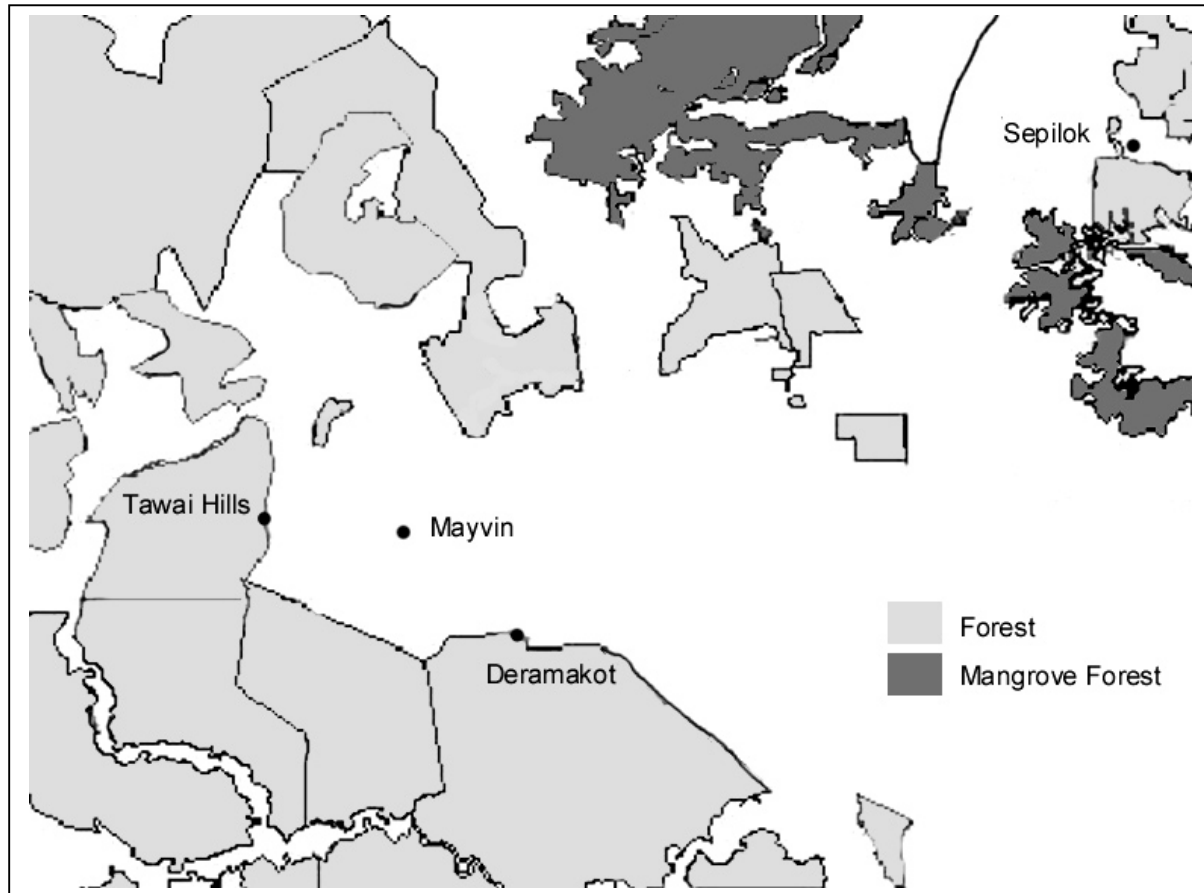 Sepilok
Tawai Hills
Mayvin
Deramakot
Forest
Mangrove Forest